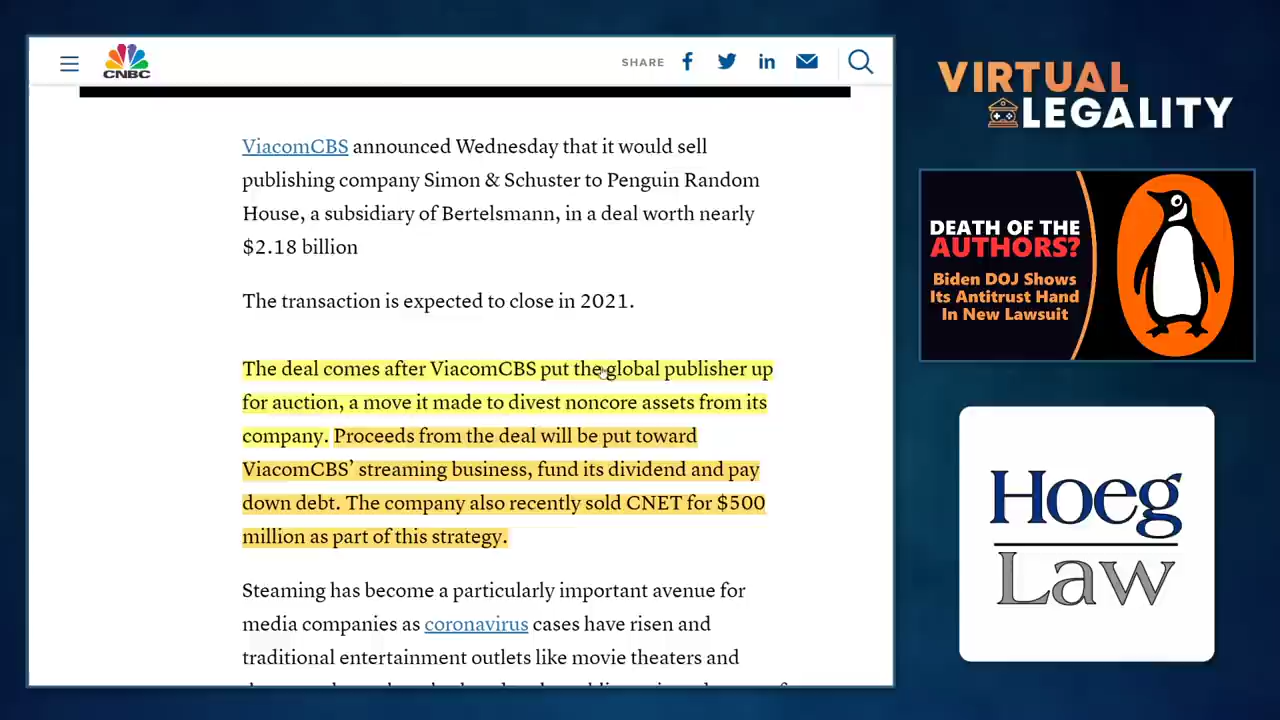 CNBC
SHARE
ViacomCBS announced Wednesday that it would sell
publishing company Simon & Schuster to Penguin Random
House, a subsidiary of Bertelsmann, in a deal worth nearly
$2.18 billion
The transaction is expected to close in 2021.
The deal comes after ViacomCBS put the global publisher up
for auction, a move it made to divest noncore assets from its
company. Proceeds from the deal will be put toward
ViacomCBS’ streaming business, fund its dividend and pay
down debt. The company also recently sold CNET for $500
million as part of this strategy.
Steaming has become a particularly important avenue for
media companies as coronavirus cases have risen and
traditional entertainment outlets like movie theaters and
VIRTUAL
LEGALITY
DEATH OF THE
AUTHORS?
Biden DOJ Shows
Its Antitrust Hand
In New Lawsuit
Hoeg
Law